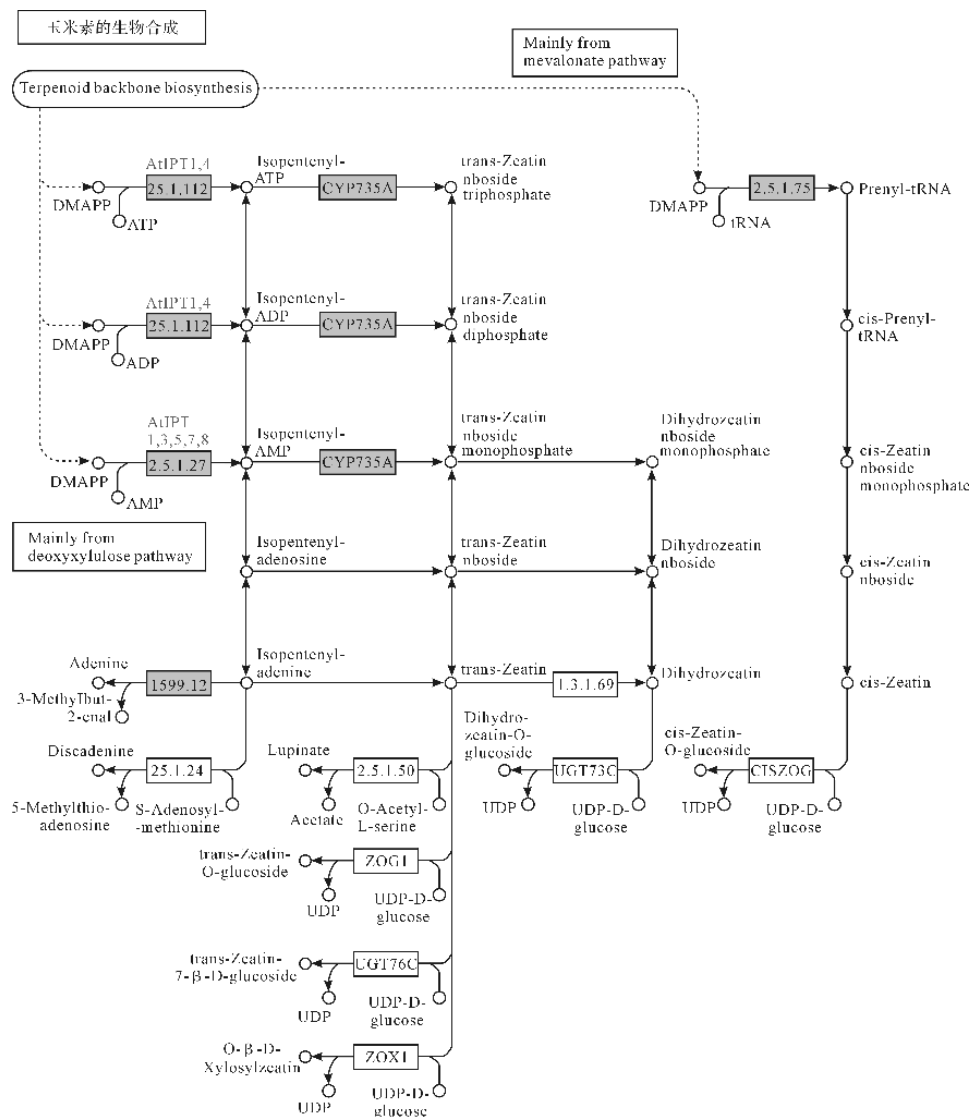 玉米素的生物合成
Mainly from
mevalonate pathway
Terpenoid backbone biosynthesis
AtIPT1,4
25.1.112
DMAPP
ATP
Isopentenyl-
ATP
CYP735A
trans-Zeatin
nboside
triphosphate
DMAPP
2.5.1.75
tRNA
Prenyl-tRNA
AtIPT1,4
25.1.112
DMAPP
ADP
Isopentenyl-
ADP
CYP735A
trans-Zeatin
nboside
diphosphate
cis-Prenyl-
tRNA
AtIPT
1,3,5,7,8
2.5.1.27
DMAPP
AMP
Isopentenyl-
AMP
CYP735A
trans-Zeatin
nboside
monophosphate
Dihydrozeatin
nboside
monophosphate
cis-Zeatin
nboside
monophosphate
Mainly from
deoxyxylulose pathway
Isopentenyl-
adenosine
trans-Zeatin
nboside
Dihydrozeatin
nboside
cis-Zeatin
nboside
Adenine
1599.12
3-Methylbut-
2-enal
Isopentenyl-
adenine
trans-Zeatin
1.3.1.69
Dihydrozeatin
cis-Zeatin
Discadenine
25.1.24
5-Methylthio-
adenosine
S-Adenosyl-
-methionine
Lupinate
2.5.1.50
Acetate
O-Acetyl-
L-serine
Dihydro-
zeatin-O-
glucoside
UGT73C
UDP
UDP-D-
glucose
cis-Zeatin-
O-glucoside
CISZOG
UDP
UDP-D-
glucose
trans-Zeatin-
O-glucoside
ZOG1
UDP
UDP-D-
glucose
trans-Zeatin-
7-β-D-glucoside
UGT76C
UDP
UDP-D-
glucose
O-β-D-
Xylosylzeatin
ZOX1
UDP
UDP-D-
glucose